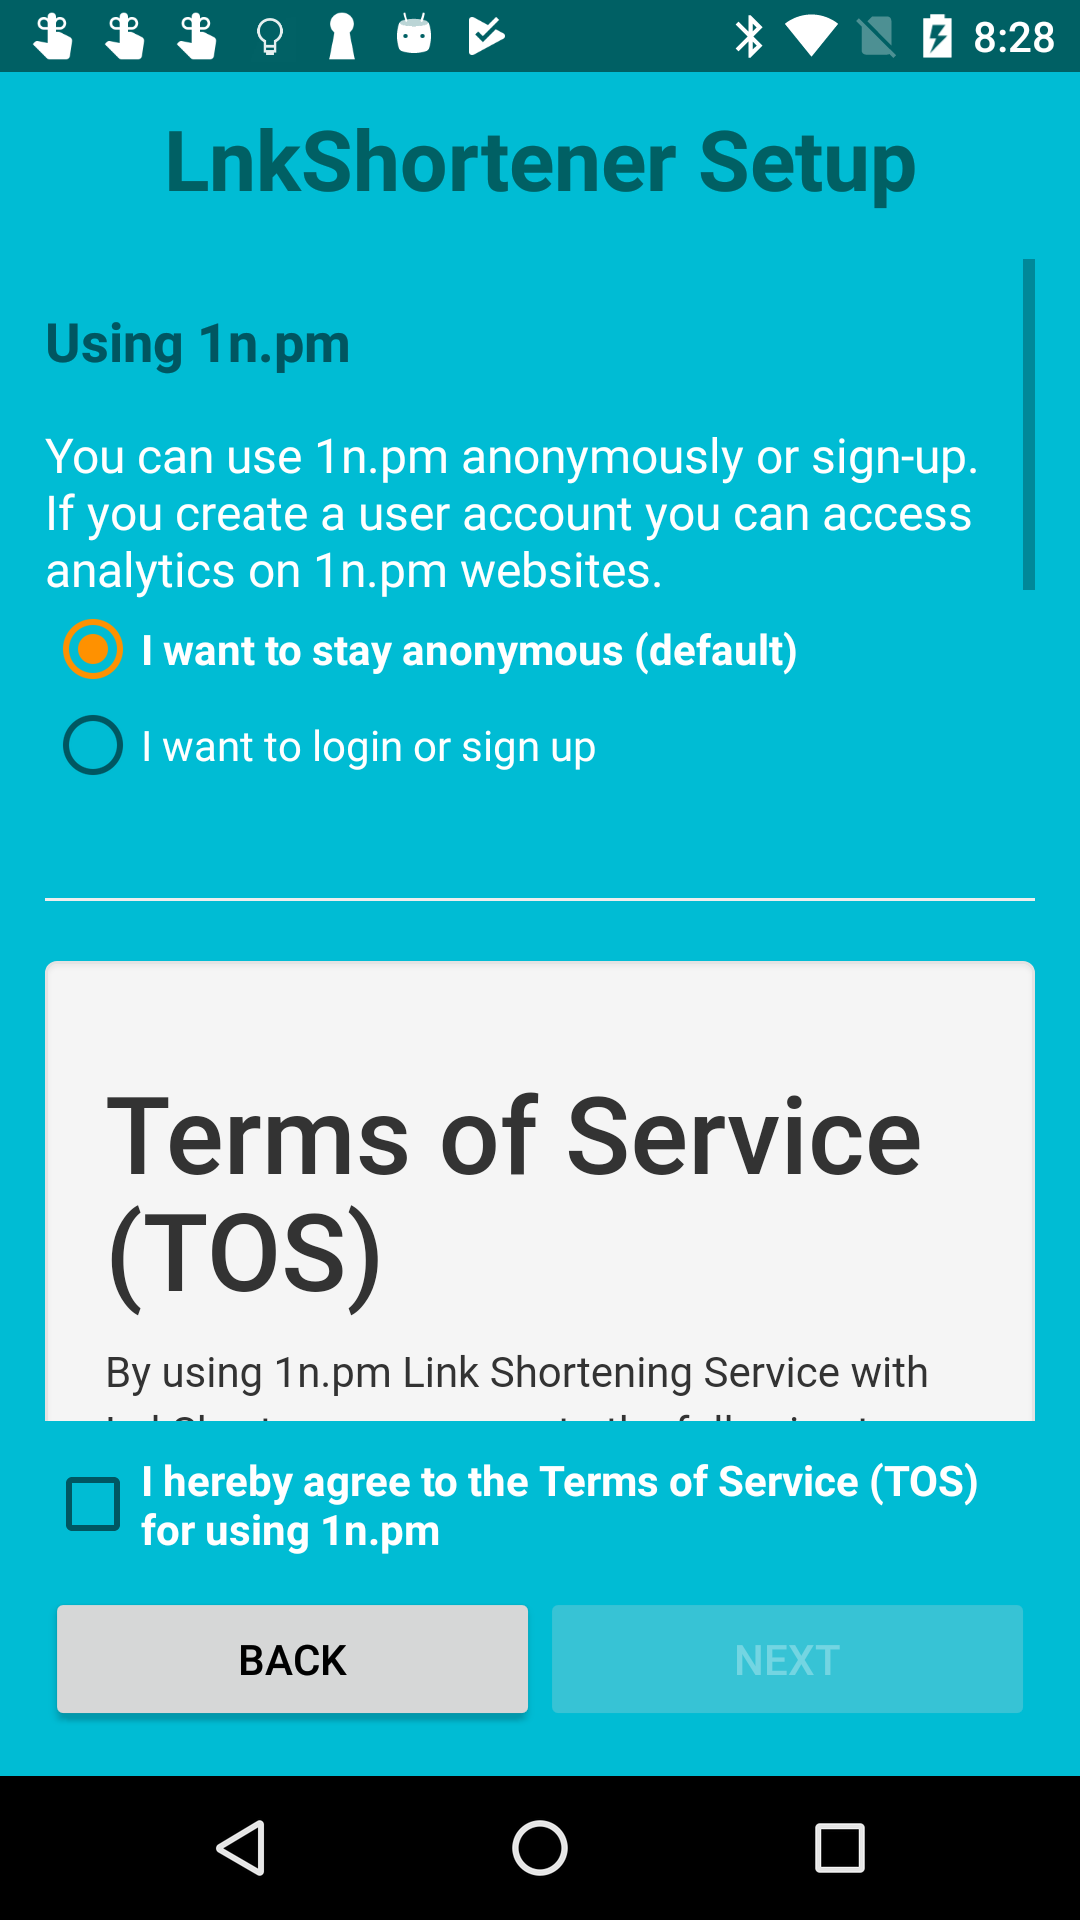 8:28
LnkShortener Setup
Using 1n.pm
You can use 1n.pm anonymously or sign-up.
If you create a user account you can access
analytics on 1n.pm websites.
I want to stay anonymous (default)
I want to login or sign up
Terms of Service
(TOS)
By using 1n.pm Link Shortening Service with
I hereby agree to the Terms of Service (TOS)
for using 1n.pm
BACK
NEXT